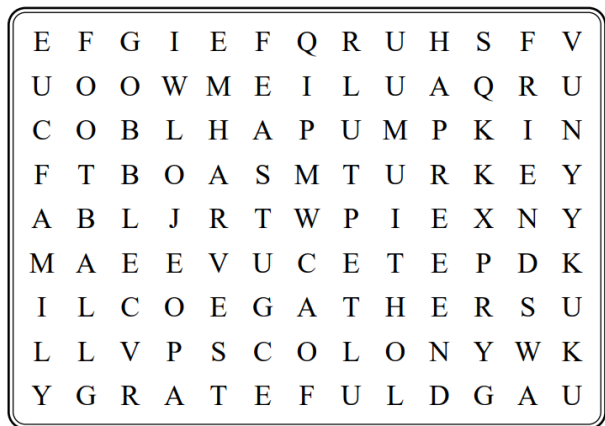 E F G I E F Q R U H S F V
U O O W M E I L U A Q R U
C O B L H A P U M P K I N
F T B O A S M T U R K E Y
A B L J R T W P I E X N Y
M A E E V U C E T E P D K
I L C O E G A T H E R S U
L L V P S C O L O N Y W K
Y G R A T E F U L D G A U